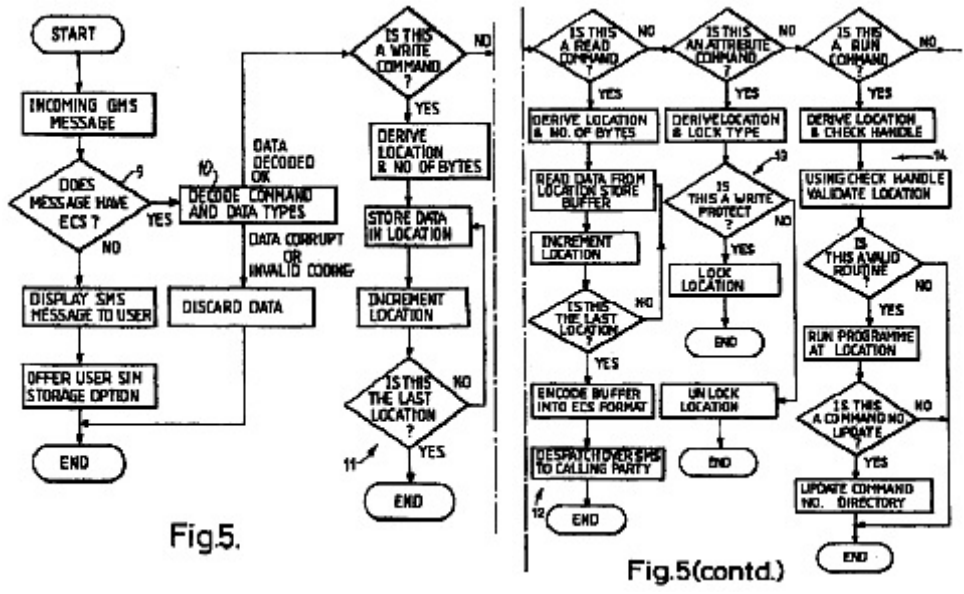 START
INCOMING GMS
MESSAGE
DOES
MESSAGE HAVE
ECS ?
9
YES
NO
DISPLAY SMS
MESSAGE TO USER
OFFER USER SIM
STORAGE OPTION
END
10
DECODE COMMAND
AND DATA TYPES
DATA
DECODED
OK
DATA CORRUPT
OR
INVALID CODING
DISCARD DATA
IS THIS
A WRITE
COMMAND
?
NO
YES
DERIVE
LOCATION
& NO OF BYTES
STORE DATA
IN LOCATION
INCREMENT
LOCATION
IS THIS
THE LAST
LOCATION
?
NO
YES
11
END
Fig.5.
IS THIS
A READ
COMMAND
?
NO
YES
DERIVE LOCATION
& NO. OF BYTES
READ DATA FROM
LOCATION STORE
BUFFER
INCREMENT
LOCATION
IS THIS
THE LAST
LOCATION
?
NO
YES
ENCODE BUFFER
INTO ECS FORMAT
DESPATCH OVER SMS
TO CALLING PARTY
12
END
IS THIS
AN ATTRIBUTE
COMMAND
?
NO
YES
DERIVE LOCATION
& LOCK TYPE
13
IS
THIS A WRITE
PROTECT
?
NO
YES
LOCK
LOCATION
END
UNLOCK
LOCATION
END
IS THIS
A RUN
COMMAND
?
NO
YES
DERIVE LOCATION
& CHECK HANDLE
14
USING CHECK HANDLE
VALIDATE LOCATION
IS
THIS A VALID
ROUTINE
?
NO
YES
RUN PROGRAMME
AT LOCATION
IS THIS
A COMMAND NO.
UPDATE
?
NO
YES
UPDATE COMMAND
NO. DIRECTORY
END
Fig.5(contd.)